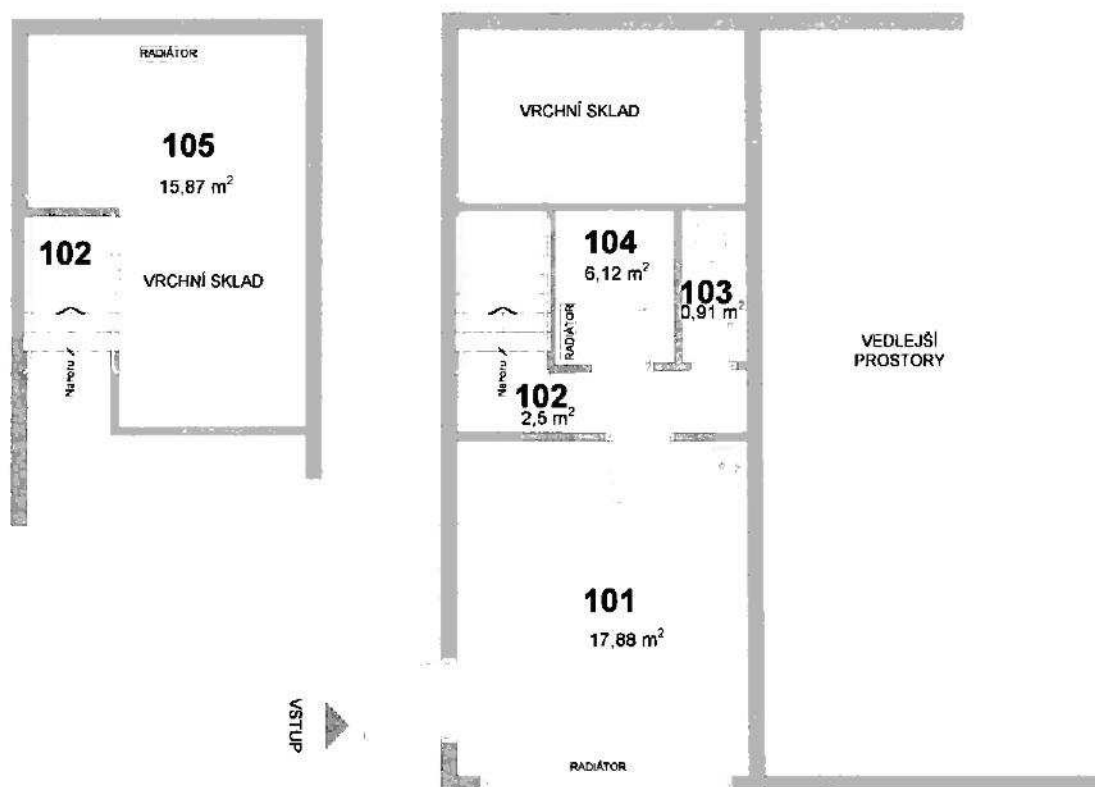 RADIÁTOR
105
15,87 m²
102
VRCHNÍ SKLAD
Nahoru
VRCHNÍ SKLAD
104
6,12 m²
103
0,91 m²
RADIÁTOR
Nahoru
102
2,5 m²
VEDLEJŠÍ
PROSTORY
101
17,88 m²
VSTUP
RADIÁTOR